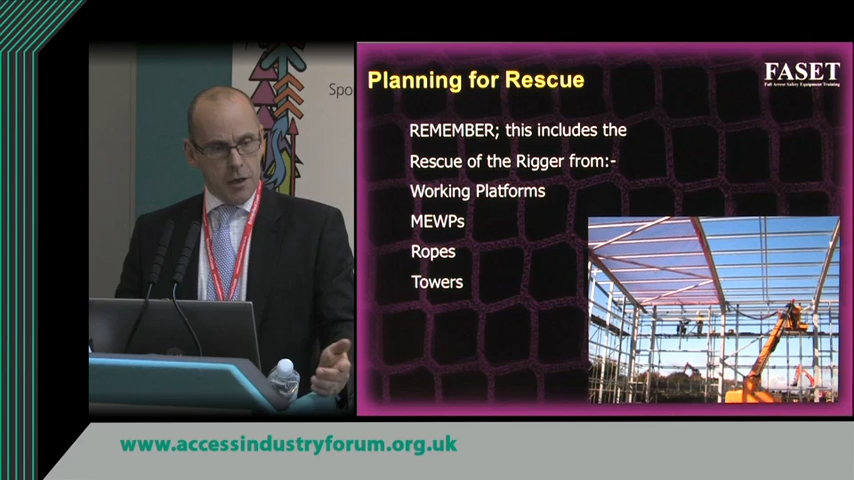 Spo
Planning for Rescue
FASET
Fall Arrest Safety Equipment Training
REMEMBER; this includes the
Rescue of the Rigger from:-
Working Platforms
MEWPs
Ropes
Towers
www.accessindustryforum.org.uk